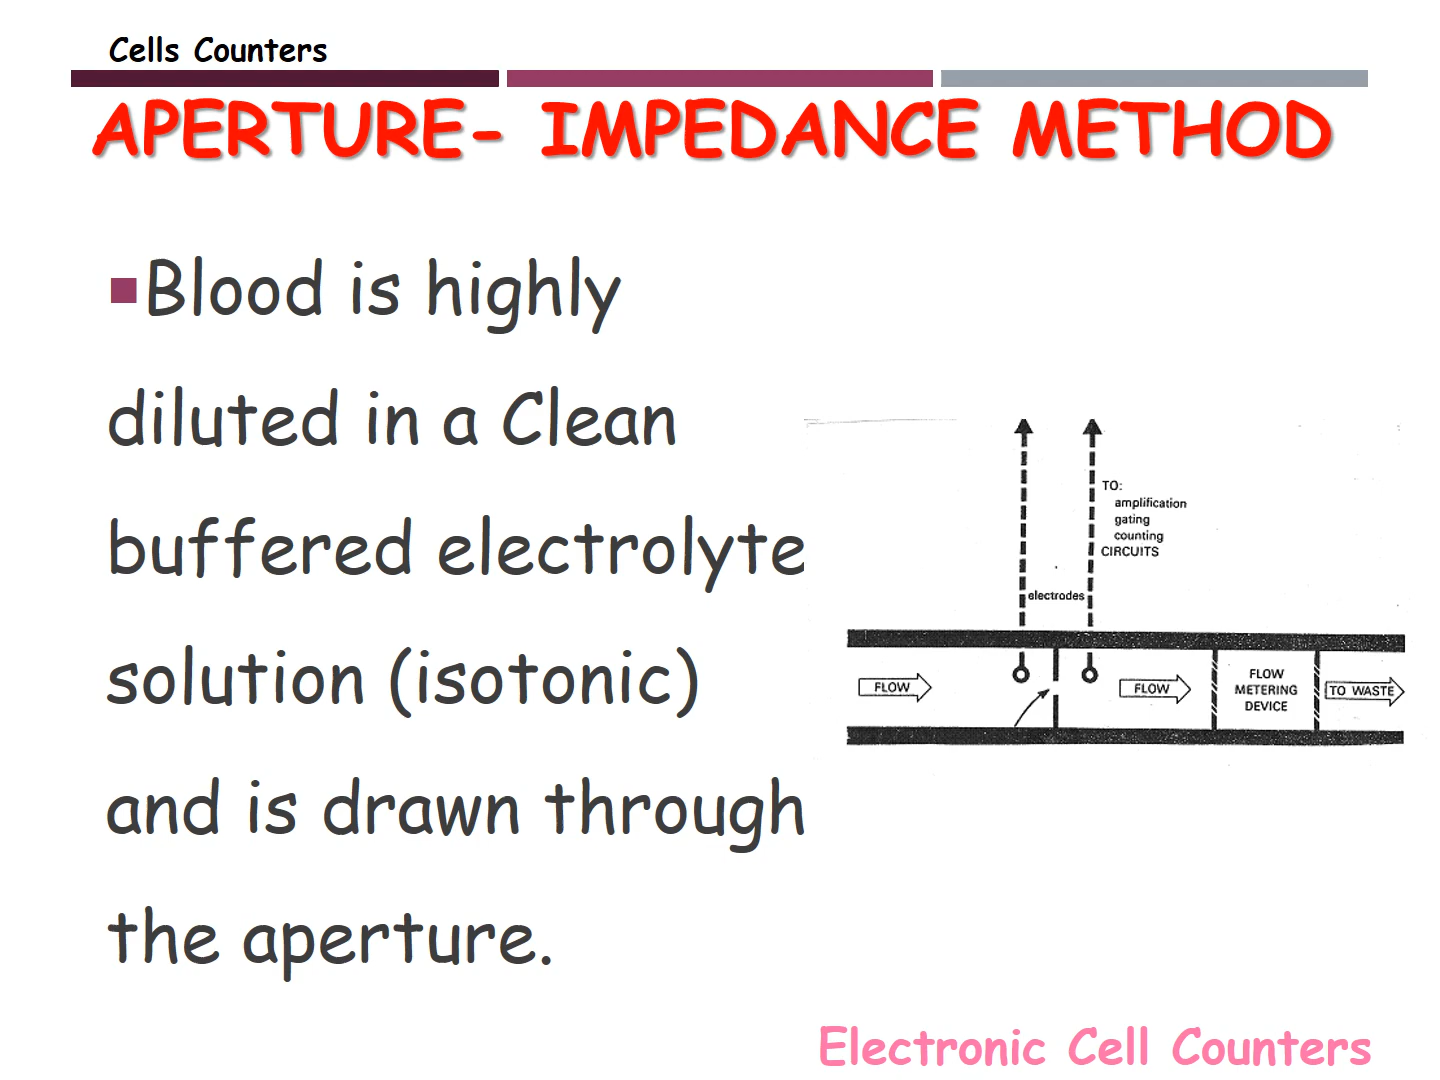 Cells Counters
APERTURE- IMPEDANCE METHOD
Blood is highly
diluted in a Clean
buffered electrolyte
solution (isotonic)
and is drawn through
the aperture.
TO:
amplification
gating
counting
CIRCUITS
electrodes
FLOW
FLOW
FLOW
METERING
DEVICE
TO WASTE
Electronic Cell Counters